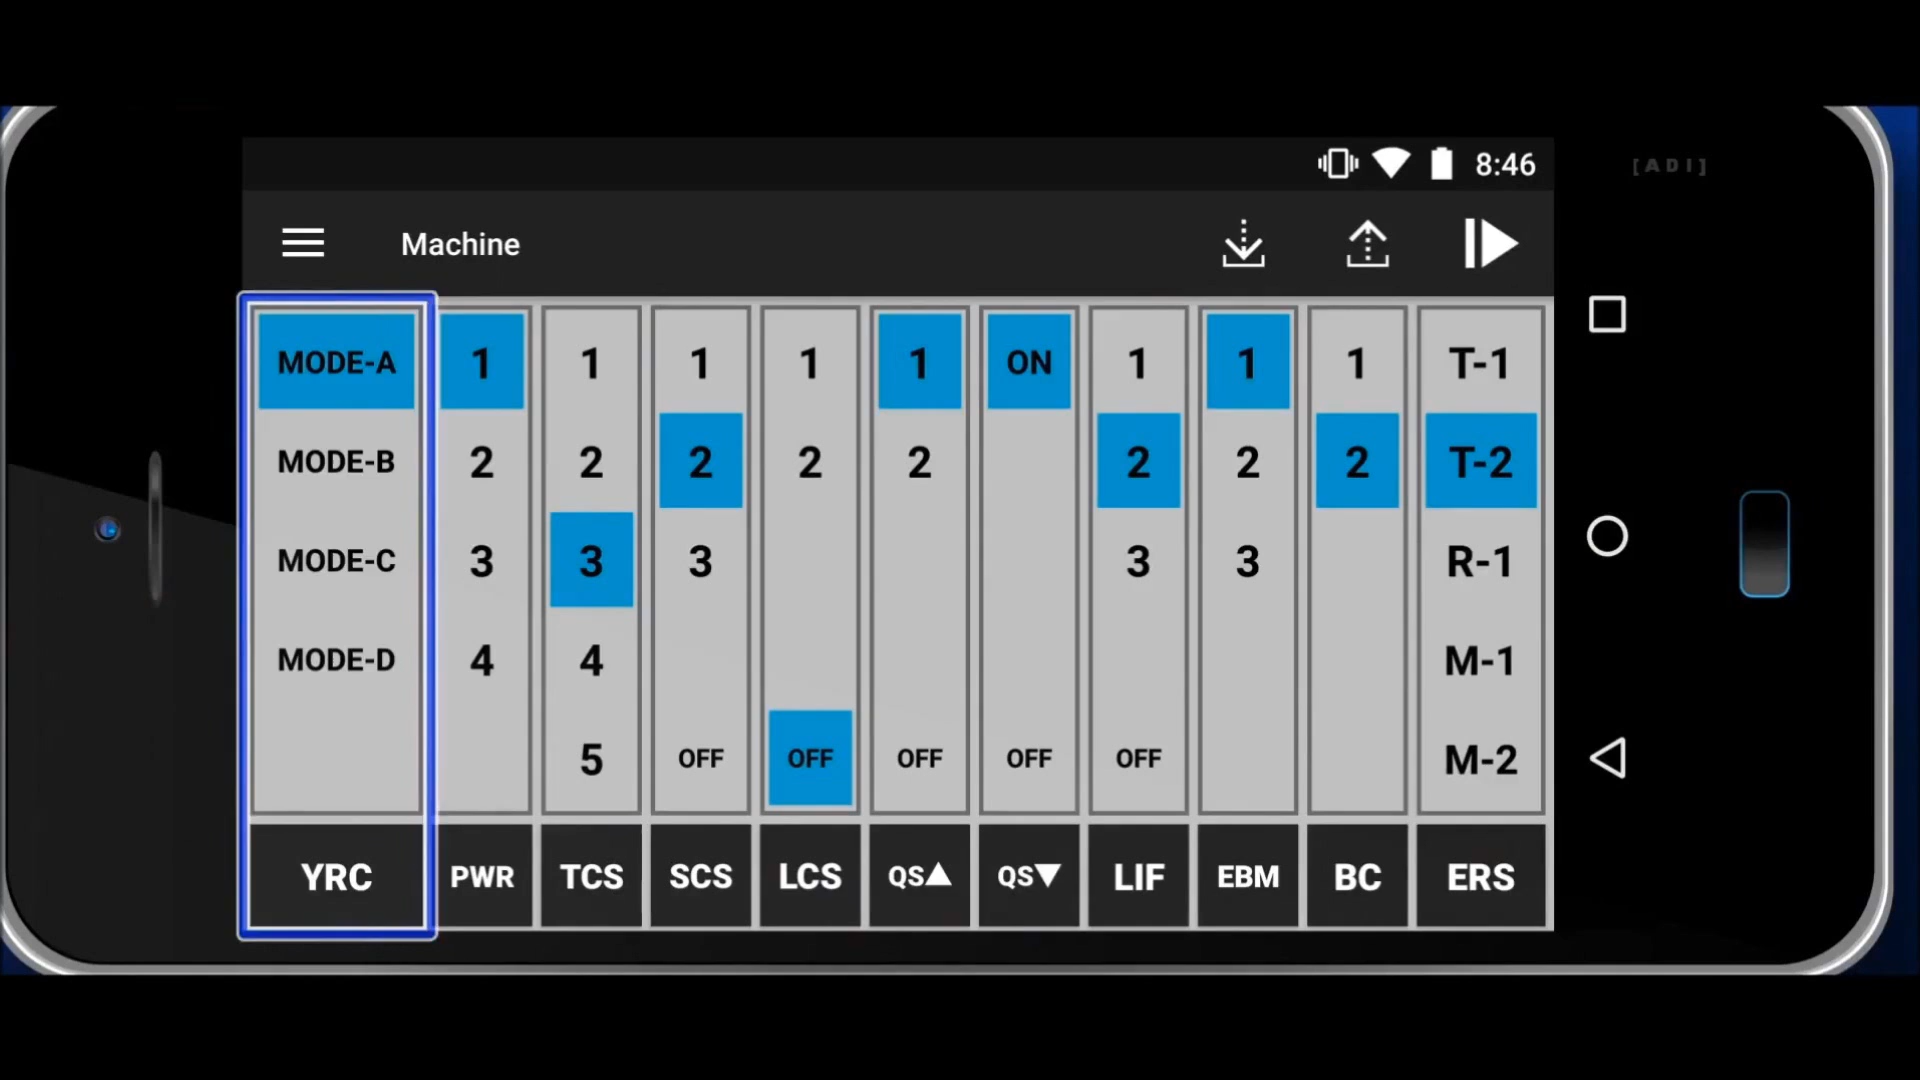 8:46
[ADI]
Machine
MODE-A 1 1 1 1 1 ON 1 1 1 T-1
MODE-B 2 2 2 2 2 2 2 2 T-2
MODE-C 3 3 3 3 3 R-1
MODE-D 4 4 M-1
5 OFF OFF OFF OFF OFF M-2
YRC PWR TCS SCS LCS QS▲ QS▼ LIF EBM BC ERS